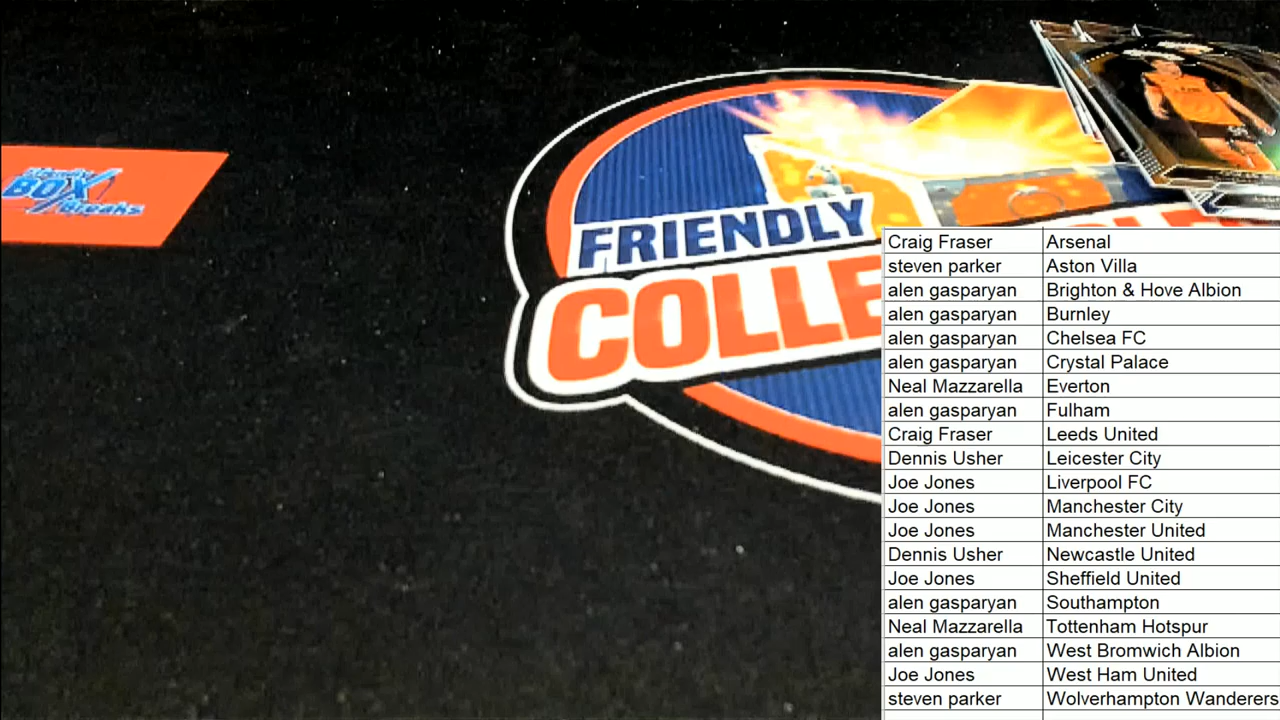 Friendly
BOX
Breaks
FRIENDLY
COLLE
Craig Fraser Arsenal
steven parker Aston Villa
alen gasparyan Brighton & Hove Albion
alen gasparyan Burnley
alen gasparyan Chelsea FC
alen gasparyan Crystal Palace
Neal Mazzarella Everton
alen gasparyan Fulham
Craig Fraser Leeds United
Dennis Usher Leicester City
Joe Jones Liverpool FC
Joe Jones Manchester City
Joe Jones Manchester United
Dennis Usher Newcastle United
Joe Jones Sheffield United
alen gasparyan Southampton
Neal Mazzarella Tottenham Hotspur
alen gasparyan West Bromwich Albion
Joe Jones West Ham United
steven parker Wolverhampton Wanderers